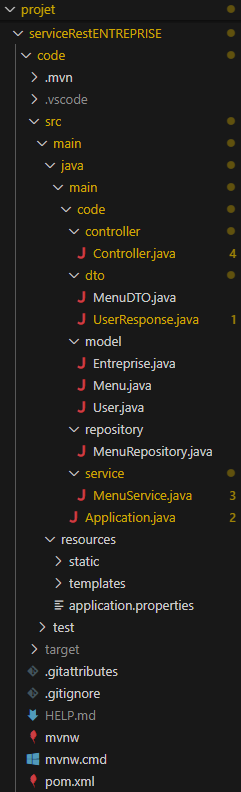 projet
serviceRestENTREPRISE
code
.mvn
.vscode
src
main
java
main
code
controller
Controller.java 4
dto
MenuDTO.java
UserResponse.java 1
model
Entreprise.java
Menu.java
User.java
repository
MenuRepository.java
service
MenuService.java 3
Application.java 2
resources
static
templates
application.properties
test
target
.gitattributes
.gitignore
HELP.md
mvnw
mvnw.cmd
pom.xml